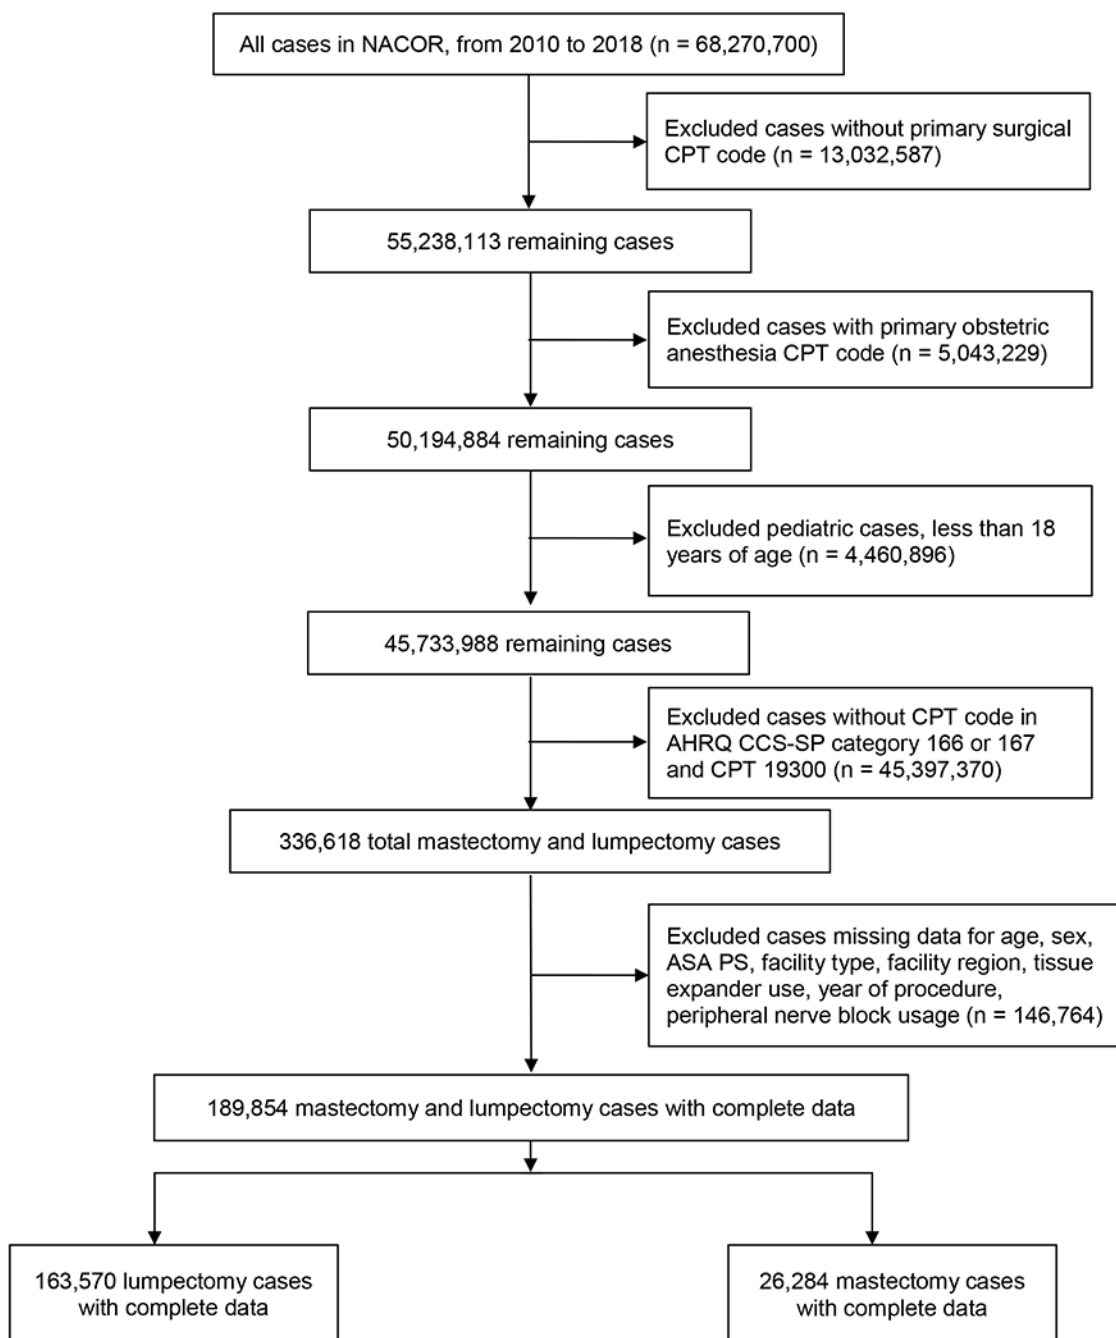 All cases in NACOR, from 2010 to 2018 (n = 68,270,700)
Excluded cases without primary surgical
CPT code (n = 13,032,587)
55,238,113 remaining cases
Excluded cases with primary obstetric
anesthesia CPT code (n = 5,043,229)
50,194,884 remaining cases
Excluded pediatric cases, less than 18
years of age (n = 4,460,896)
45,733,988 remaining cases
Excluded cases without CPT code in
AHRQ CCS-SP category 166 or 167
and CPT 19300 (n = 45,397,370)
336,618 total mastectomy and lumpectomy cases
Excluded cases missing data for age, sex,
ASA PS, facility type, facility region, tissue
expander use, year of procedure,
peripheral nerve block usage (n = 146,764)
189,854 mastectomy and lumpectomy cases with complete data
163,570 lumpectomy cases
with complete data
26,284 mastectomy cases
with complete data